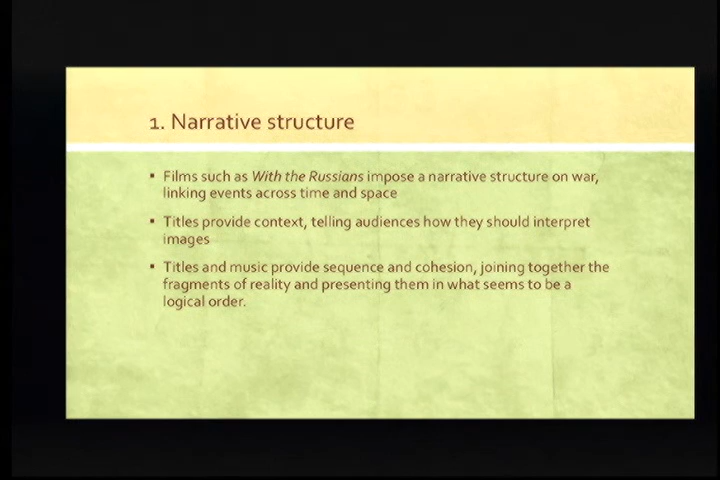 1. Narrative structure
▪ Films such as With the Russians impose a narrative structure on war,
linking events across time and space
▪ Titles provide context, telling audiences how they should interpret
images
▪ Titles and music provide sequence and cohesion, joining together the
fragments of reality and presenting them in what seems to be a
logical order.